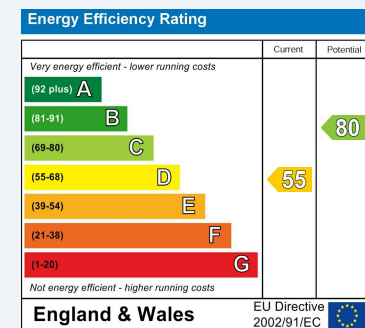 Energy Efficiency Rating
Current Potential
Very energy efficient - lower running costs
(92 plus) A
(81-91) B
80
(69-80) C
(55-68) D
55
(39-54) E
(21-38) F
(1-20) G
Not energy efficient - higher running costs
England & Wales
EU Directive
2002/91/EC